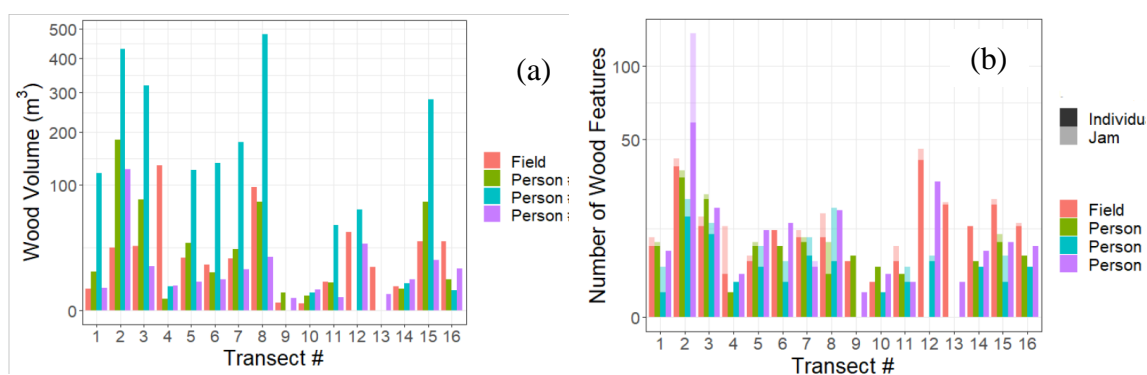 500
400
300
200
100
0
Wood Volume (m³)
1 2 3 4 5 6 7 8 9 10 11 12 13 14 15 16
Transect #
(a)
Field
Person #
Person #
Person #
100
50
0
Number of Wood Features
1 2 3 4 5 6 7 8 9 10 11 12 13 14 15 16
Transect #
(b)
Individu
Jam
Field
Person
Person
Person